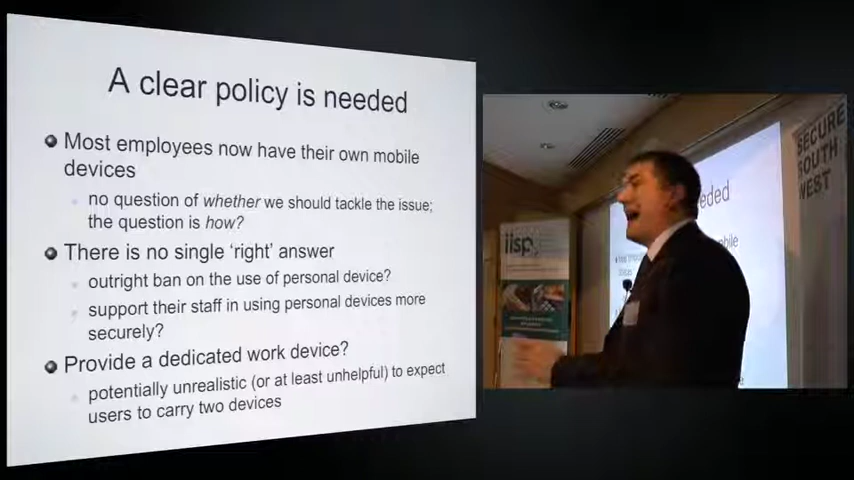 A clear policy is needed
Most employees now have their own mobile
devices
no question of whether we should tackle the issue;
the question is how?
There is no single ‘right’ answer
outright ban on the use of personal device?
support their staff in using personal devices more
securely?
Provide a dedicated work device?
potentially unrealistic (or at least unhelpful) to expect
users to carry two devices
iisp
needed
SECURE
SOUTH
WEST